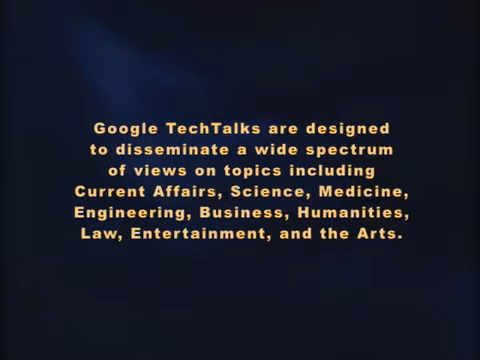 Google TechTalks are designed
to disseminate a wide spectrum
of views on topics including
Current Affairs, Science, Medicine,
Engineering, Business, Humanities,
Law, Entertainment, and the Arts.